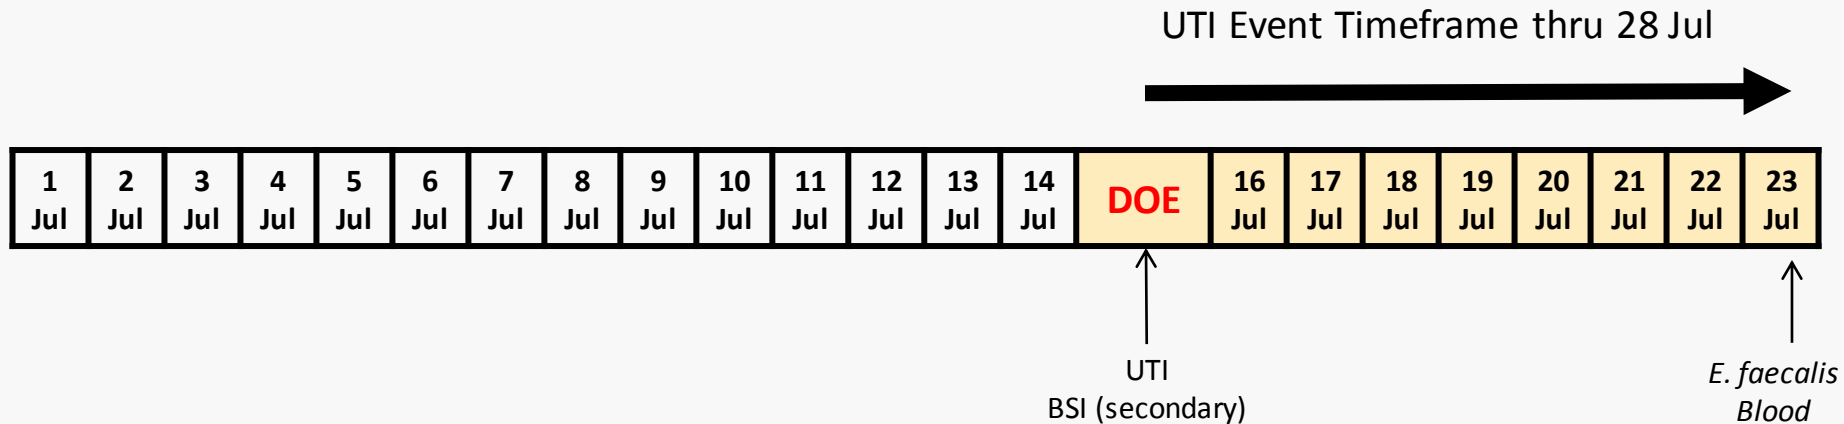 UTI Event Timeframe thru 28 Jul
1 2 3 4 5 6 7 8 9 10 11 12 13 14 DOE 16 17 18 19 20 21 22 23
Jul Jul Jul Jul Jul Jul Jul Jul Jul Jul Jul Jul Jul Jul Jul Jul Jul Jul Jul Jul Jul Jul
UTI
BSI (secondary)
E. faecalis
Blood